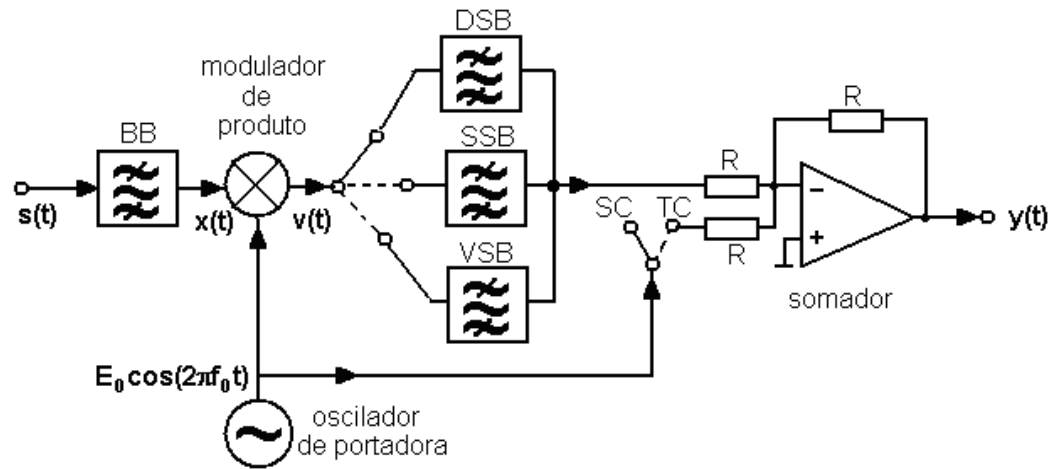 DSB
modulador
de
produto
BB
SSB
R
R
s(t)
x(t)
v(t)
SC
TC
R
−
+
y(t)
VSB
somador
E₀cos(2πf₀t)
oscilador
de portadora